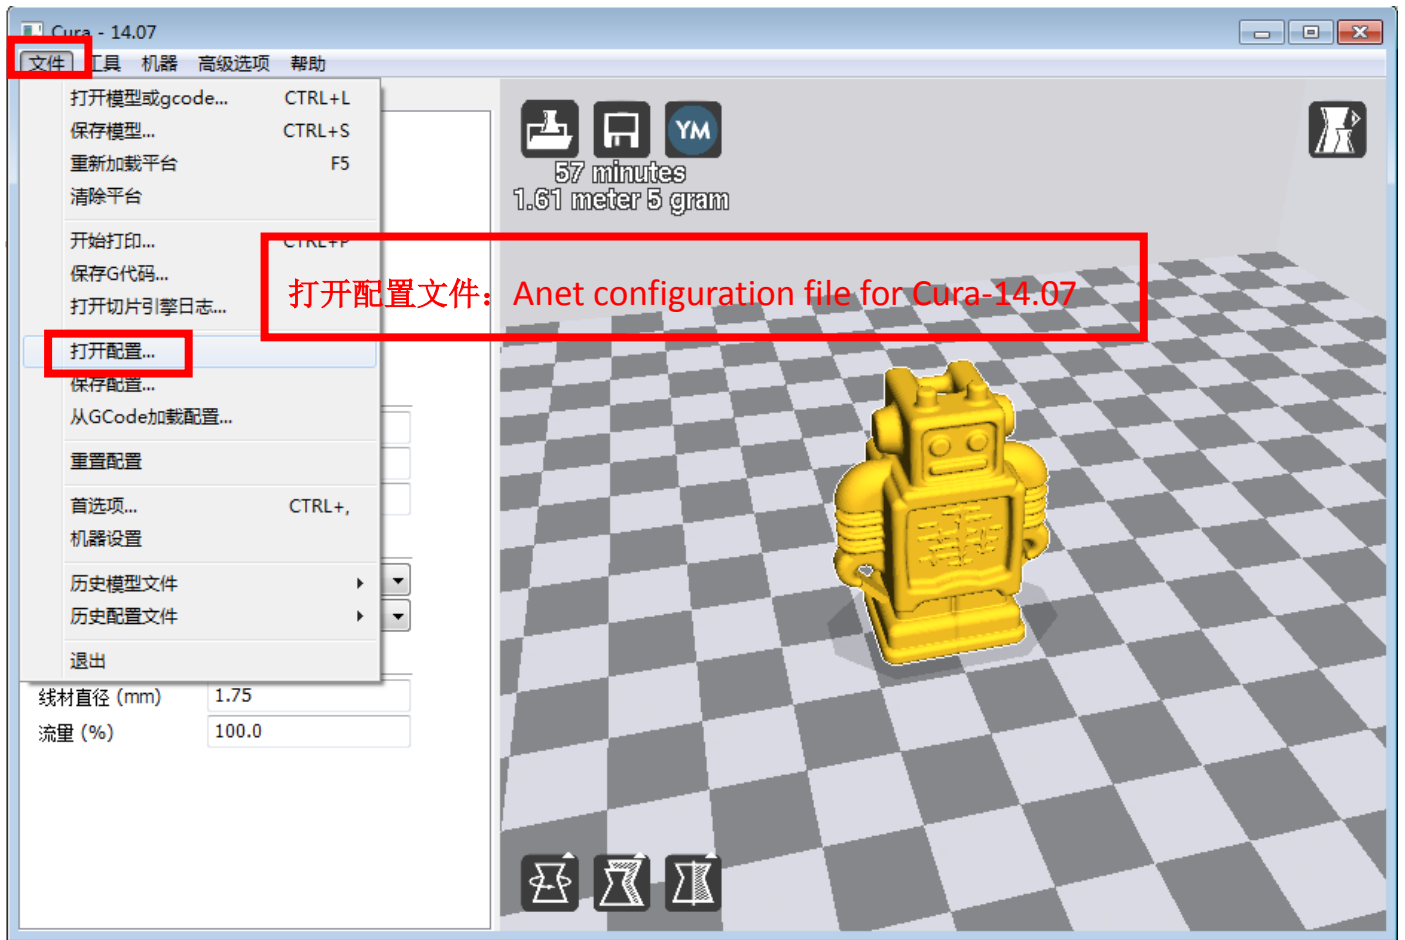 Cura - 14.07
文件 工具 机器 高级选项 帮助
打开模型或gcode... CTRL+L
保存模型... CTRL+S
重新加载平台 F5
清除平台
开始打印... CTRL+P
保存G代码...
打开切片引擎日志...
打开配置...
保存配置...
从GCode加载配置...
重置配置
首选项... CTRL+,
机器设置
历史模型文件
历史配置文件
退出
线材直径 (mm) 1.75
流量 (%) 100.0
YM
57 minutes
1.61 meter 5 gram
打开配置文件：Anet configuration file for Cura-14.07